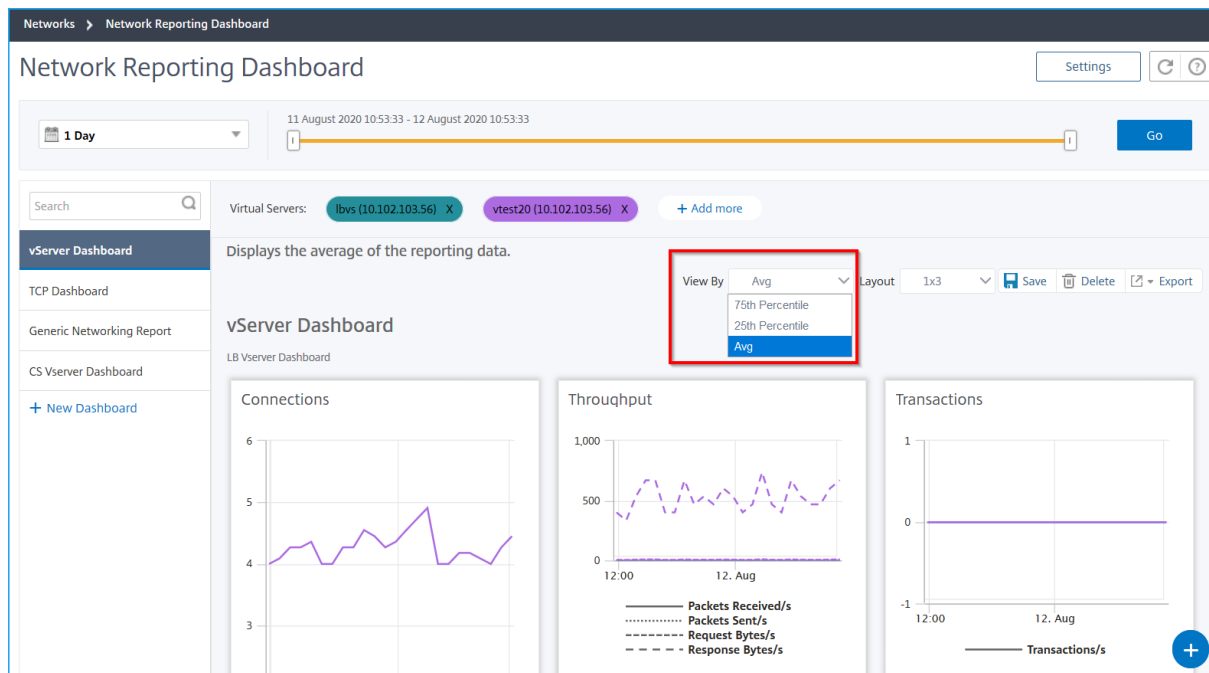 Networks > Network Reporting Dashboard
Network Reporting Dashboard
Settings
1 Day
11 August 2020 10:53:33 - 12 August 2020 10:53:33
Go
Search
vServer Dashboard
TCP Dashboard
Generic Networking Report
CS Vserver Dashboard
+ New Dashboard
Virtual Servers: lbvs (10.102.103.56) X vtest20 (10.102.103.56) X + Add more
Displays the average of the reporting data.
View By Avg Layout 1x3 Save Delete Export
75th Percentile
25th Percentile
Avg
vServer Dashboard
LB Vserver Dashboard
Connections
6
5
4
3
Throughput
1,000
500
0
12:00 12. Aug
Packets Received/s
Packets Sent/s
Request Bytes/s
Response Bytes/s
Transactions
1
0
-1
12:00 12. Aug
Transactions/s
+